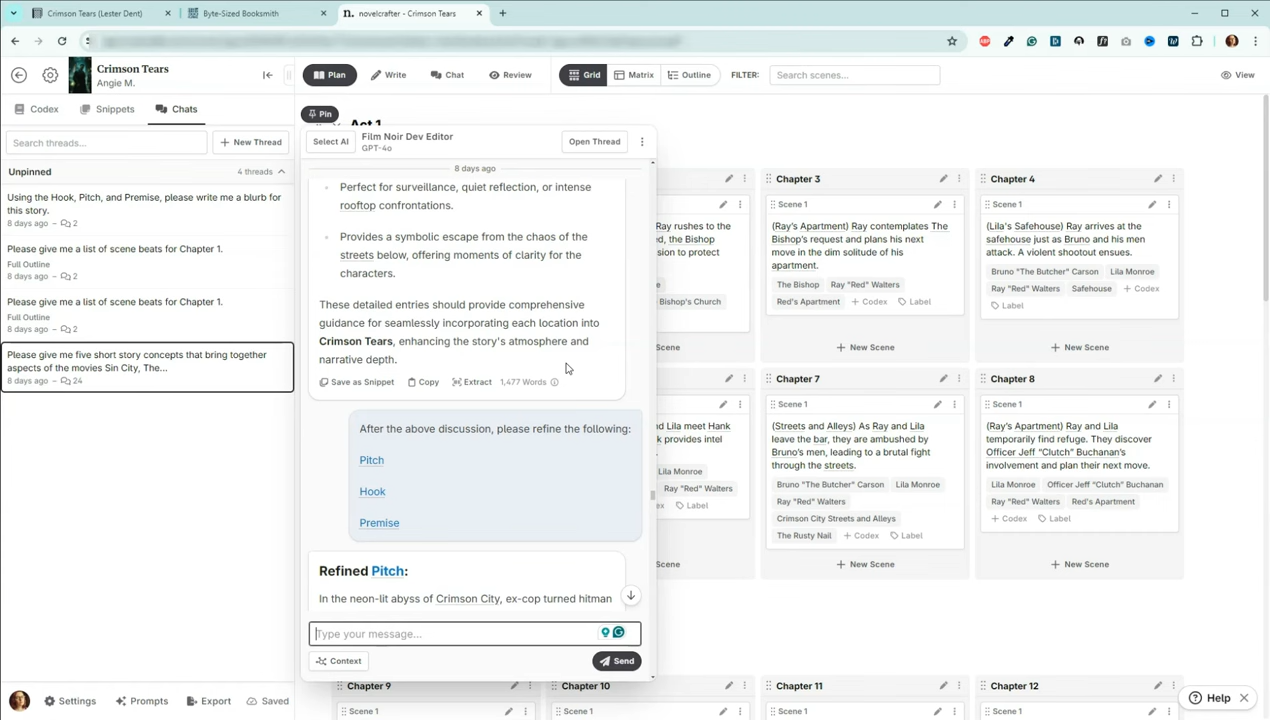 Crimson Tears (Lester Dent)
Byte-Sized Booksmith
n. novelcrafter - Crimson Tears
Crimson Tears
Angie M.
Plan
Write
Chat
Review
Grid
Matrix
Outline
FILTER:
Search scenes...
View
Codex
Snippets
Chats
Search threads...
+ New Thread
Unpinned
4 threads
Using the Hook, Pitch, and Premise, please write me a blurb for
this story.
8 days ago – 2
Please give me a list of scene beats for Chapter 1.
Full Outline
8 days ago – 2
Please give me a list of scene beats for Chapter 1.
Full Outline
8 days ago – 2
Please give me five short story concepts that bring together
aspects of the movies Sin City, The...
8 days ago – 24
Settings
Prompts
Export
Saved
Pin
Act 1
Select AI
Film Noir Dev Editor
GPT-4o
Open Thread
8 days ago
Perfect for surveillance, quiet reflection, or intense
rooftop confrontations.
Provides a symbolic escape from the chaos of the
streets below, offering moments of clarity for the
characters.
These detailed entries should provide comprehensive
guidance for seamlessly incorporating each location into
Crimson Tears, enhancing the story's atmosphere and
narrative depth.
Save as Snippet
Copy
Extract
1,477 Words
After the above discussion, please refine the following:
Pitch
Hook
Premise
Refined Pitch:
In the neon-lit abyss of Crimson City, ex-cop turned hitman
Type your message...
Context
Send
Ray rushes to the
ed, the Bishop
sion to protect
Bishop's Church
Chapter 3
Scene 1
(Ray's Apartment) Ray contemplates The
Bishop's request and plans his next
move in the dim solitude of his
apartment.
The Bishop
Ray "Red" Walters
Red's Apartment
+ Codex
Label
+ New Scene
Chapter 4
Scene 1
(Lila's Safehouse) Ray arrives at the
safehouse just as Bruno and his men
attack. A violent shootout ensues.
Bruno "The Butcher" Carson
Lila Monroe
Ray "Red" Walters
Safehouse
+ Codex
Label
+ New Scene
nd Lila meet Hank
k provides intel
Lila Monroe
Ray "Red" Walters
Label
Chapter 7
Scene 1
(Streets and Alleys) As Ray and Lila
leave the bar, they are ambushed by
Bruno's men, leading to a brutal fight
through the streets.
Bruno "The Butcher" Carson
Lila Monroe
Ray "Red" Walters
Crimson City Streets and Alleys
The Rusty Nail
+ Codex
Label
+ New Scene
Chapter 8
Scene 1
(Ray's Apartment) Ray and Lila
temporarily find refuge. They discover
Officer Jeff “Clutch” Buchanan's
involvement and plan their next move.
Lila Monroe
Officer Jeff “Clutch” Buchanan
Ray "Red" Walters
Red's Apartment
+ Codex
Label
+ New Scene
Chapter 9
Scene 1
Chapter 10
Scene 1
Chapter 11
Scene 1
Chapter 12
Scene 1
Help